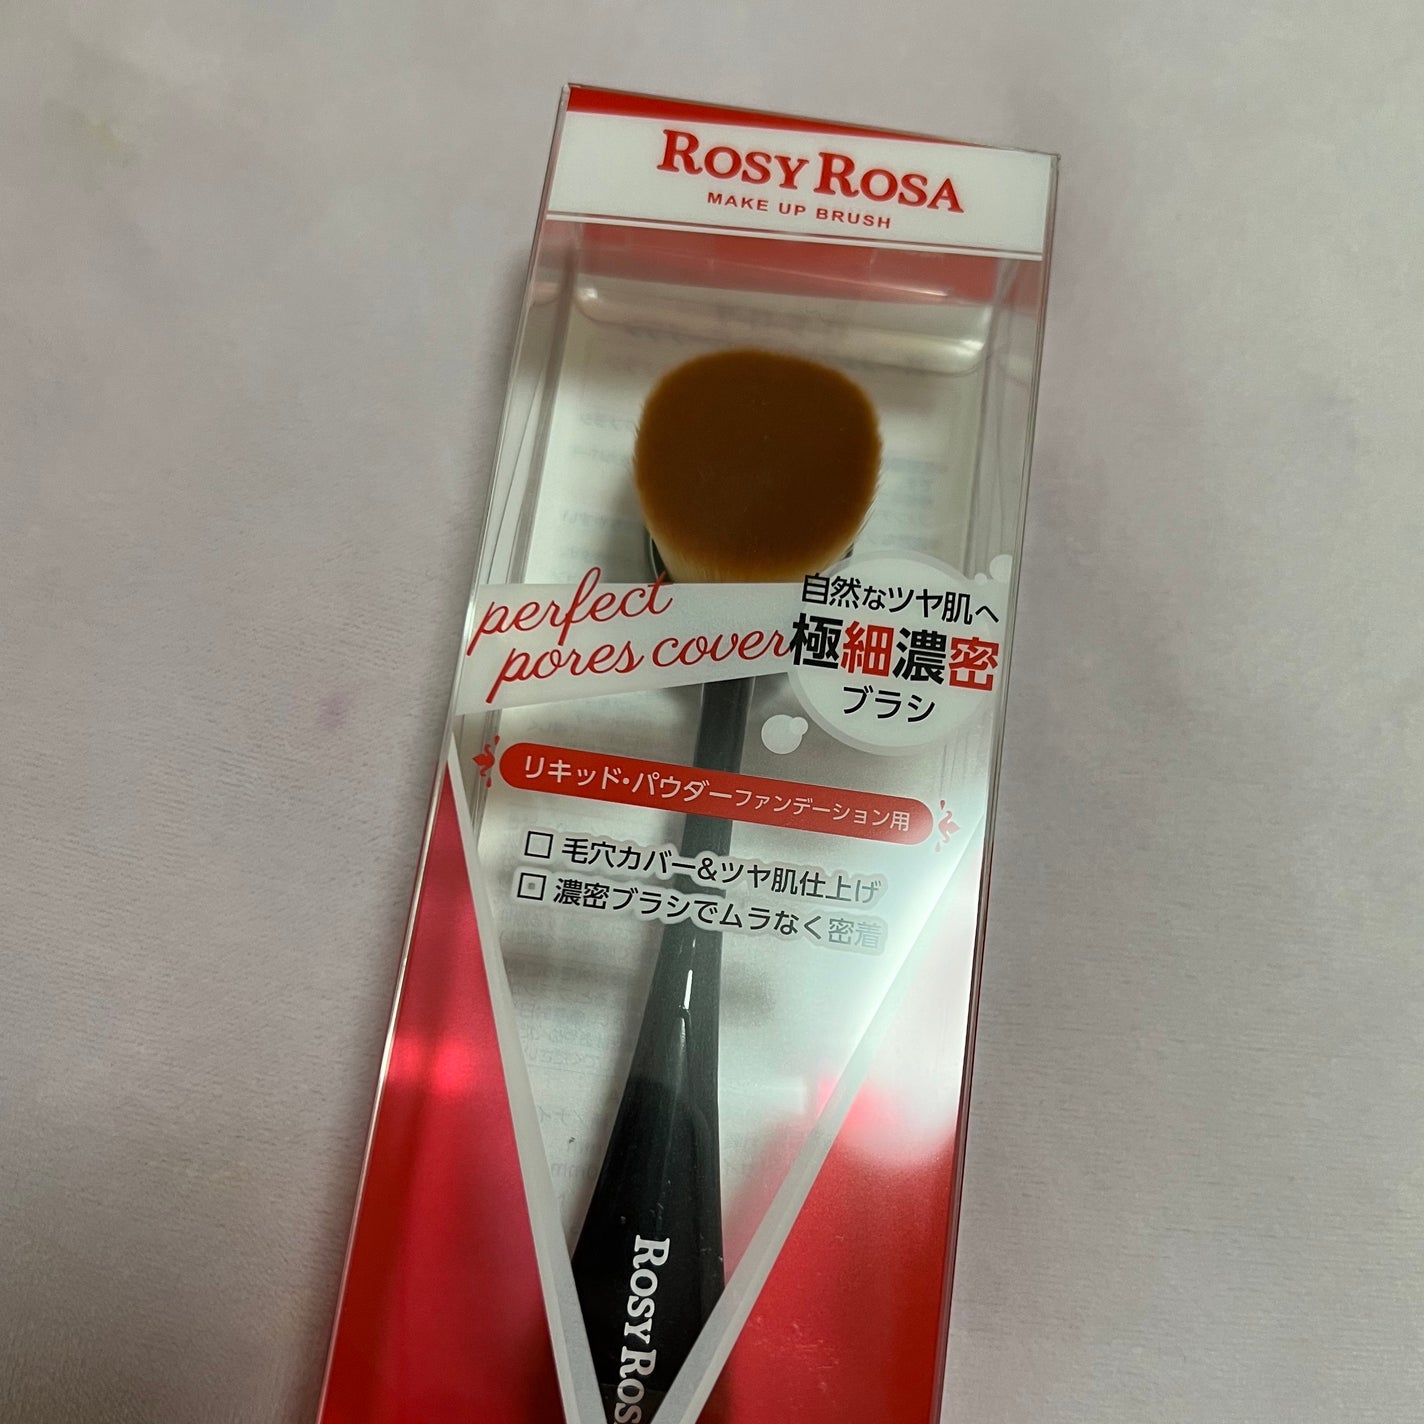 ROSY ROSA
MAKE UP BRUSH
perfect
pores cover
自然なツヤ肌へ
極細濃密
ブラシ
リキッド・パウダーファンデーション用
□ 毛穴カバー&ツヤ肌仕上げ
□ 濃密ブラシでムラなく密着
ROSY ROS